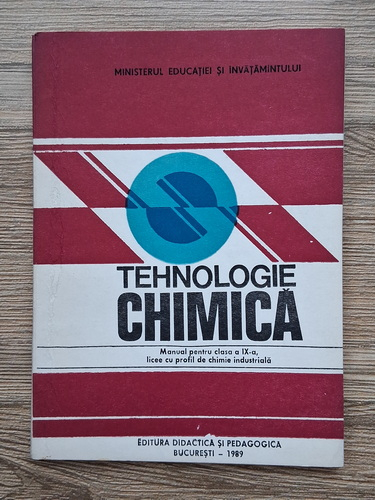 MINISTERUL EDUCAȚIEI ȘI ÎNVĂȚĂMÎNTULUI
TEHNOLOGIE
CHIMICĂ
Manual pentru clasa a IX-a,
licee cu profil de chimie industrială
EDITURA DIDACTICĂ ȘI PEDAGOGICĂ
BUCUREȘTI – 1989